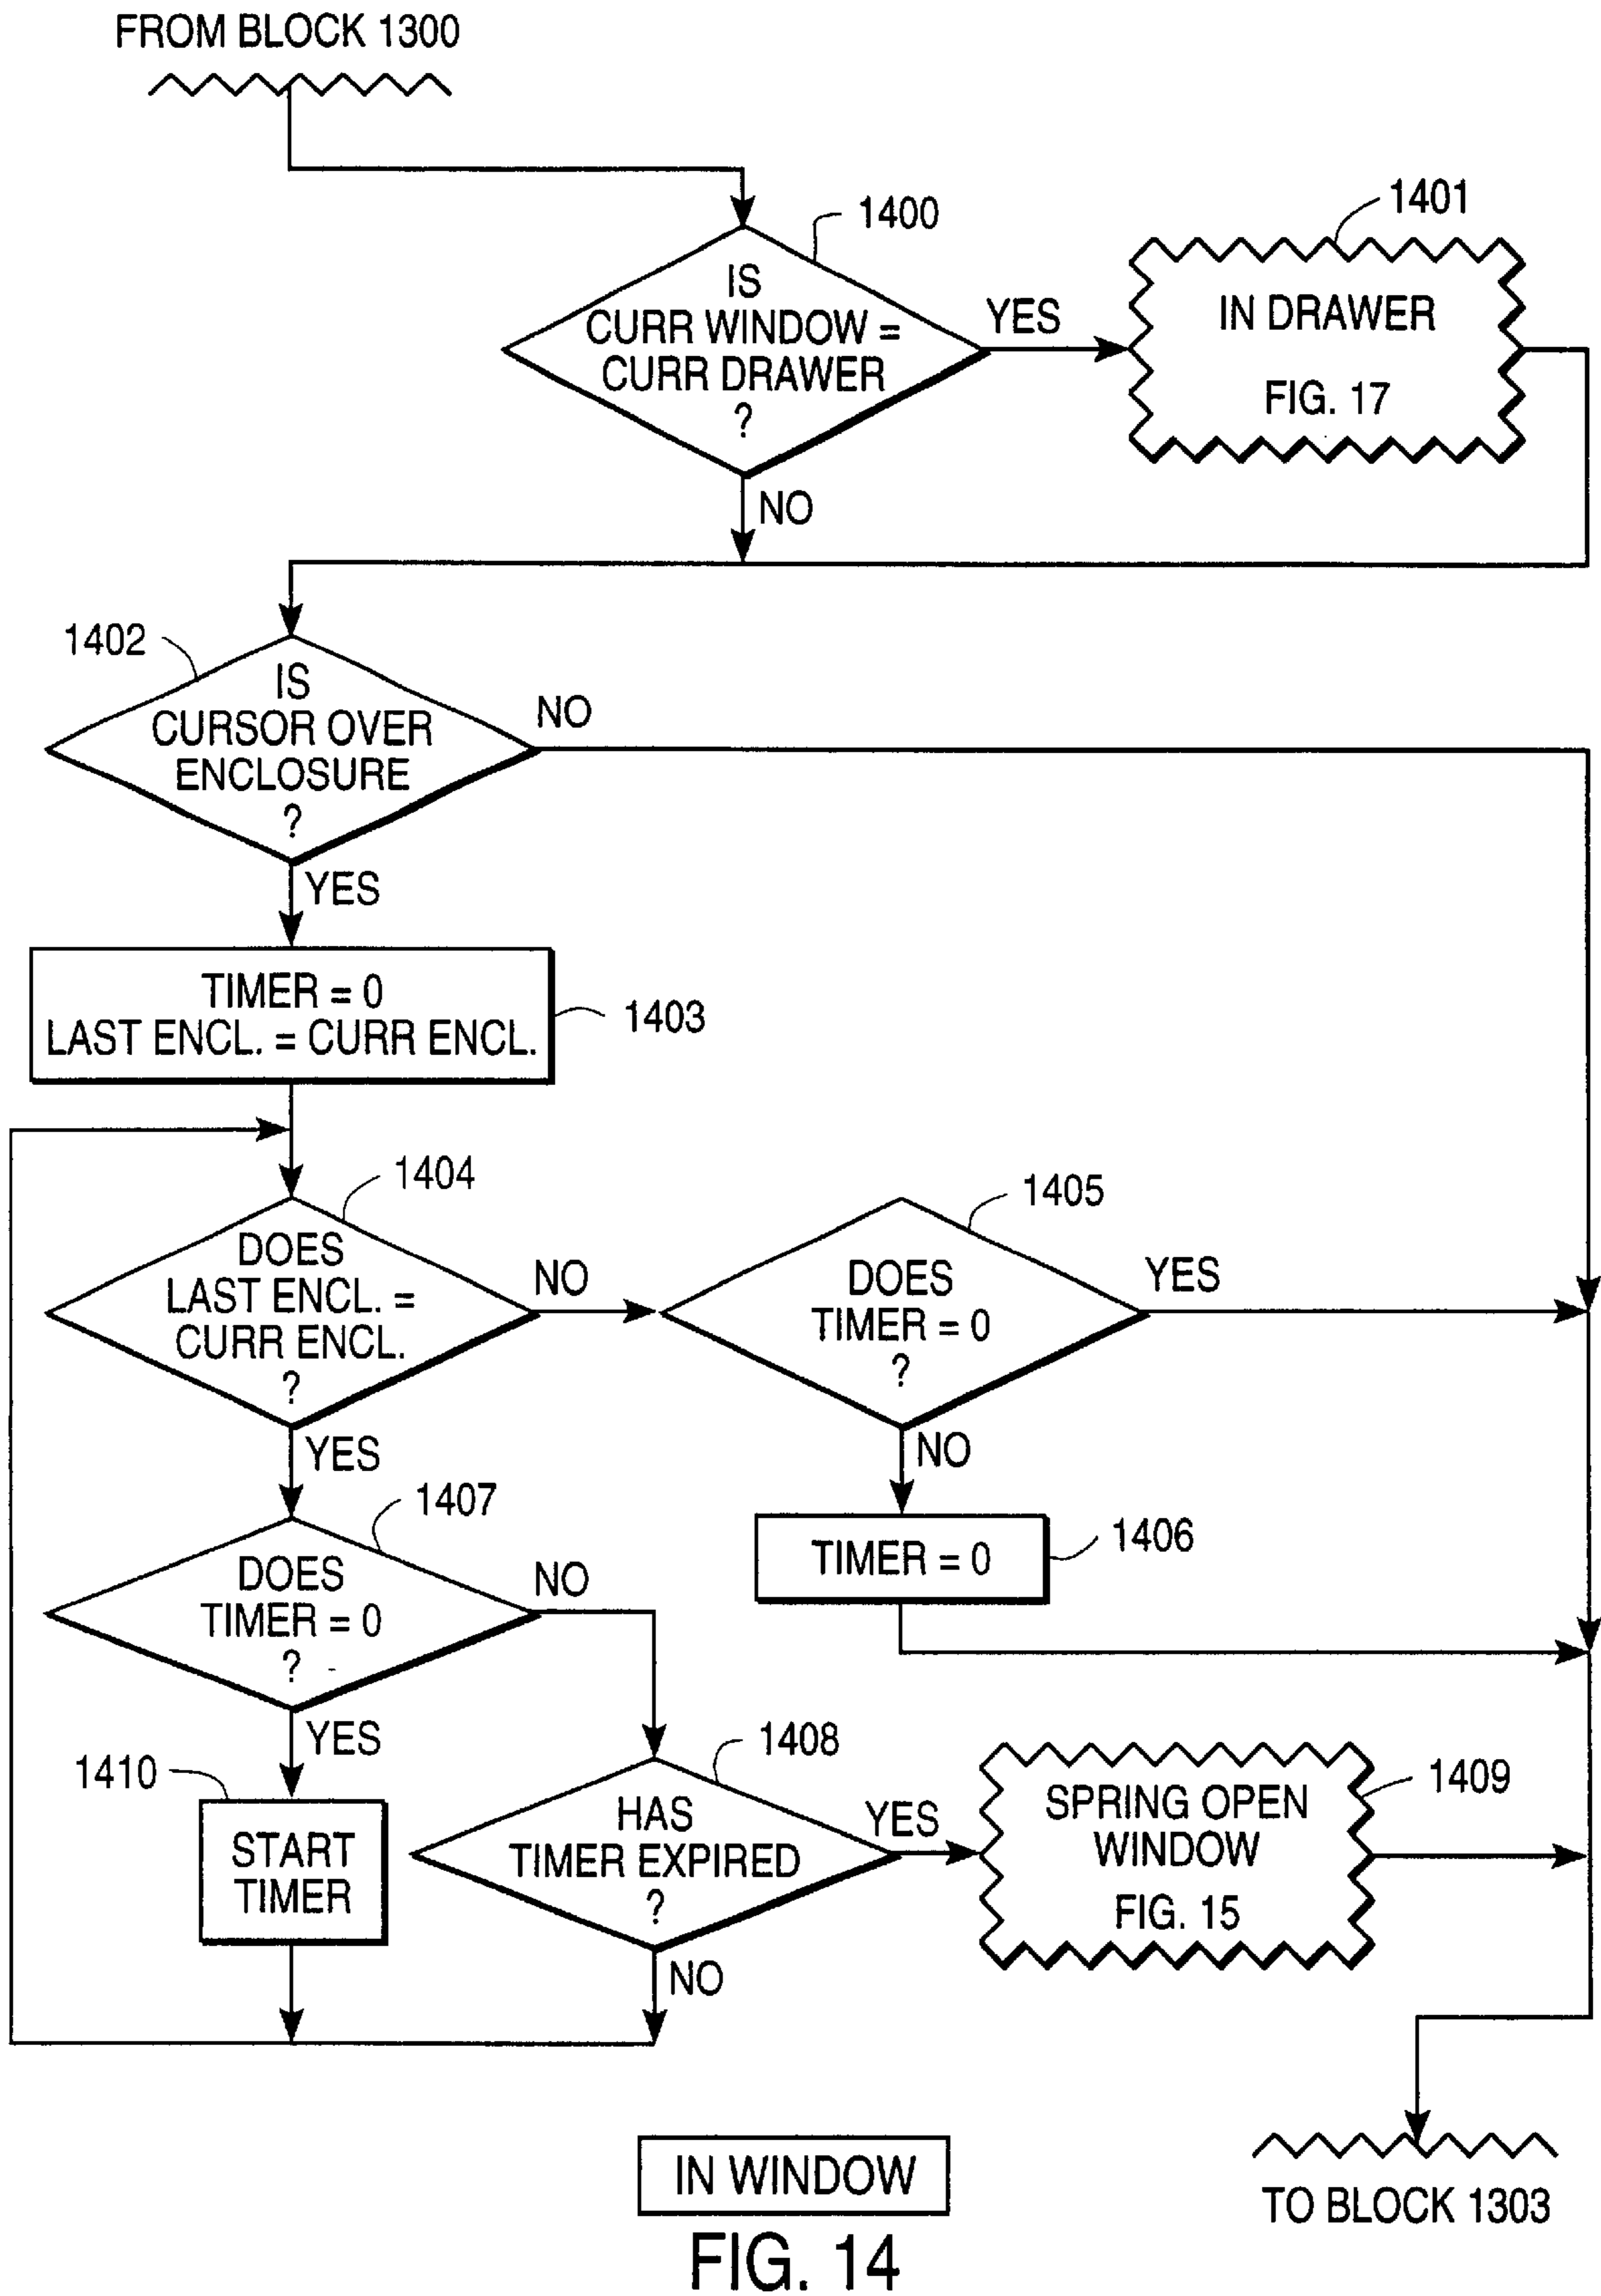 FROM BLOCK 1300
1400
1401
IS
CURR WINDOW =
CURR DRAWER
?
YES
IN DRAWER
FIG. 17
NO
1402
IS
CURSOR OVER
ENCLOSURE
?
NO
YES
TIMER = 0
LAST ENCL. = CURR ENCL.
1403
1404
DOES
LAST ENCL. =
CURR ENCL.
?
NO
1405
DOES
TIMER = 0
?
YES
YES
NO
1407
DOES
TIMER = 0
?
NO
TIMER = 0
1406
YES
1410
START
TIMER
1408
HAS
TIMER EXPIRED
?
YES
SPRING OPEN
WINDOW
FIG. 15
1409
NO
IN WINDOW
TO BLOCK 1303
FIG. 14